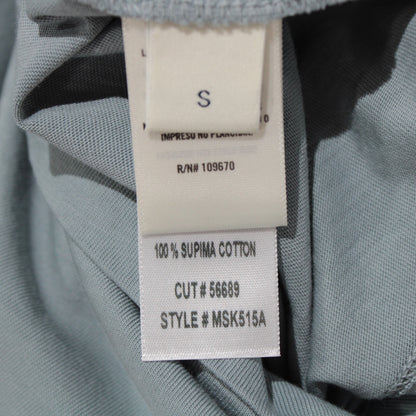 S
IMPRESO NO PLANCHAR
R/N# 109670
100% SUPIMA COTTON
CUT # 56689
STYLE # MSK515A